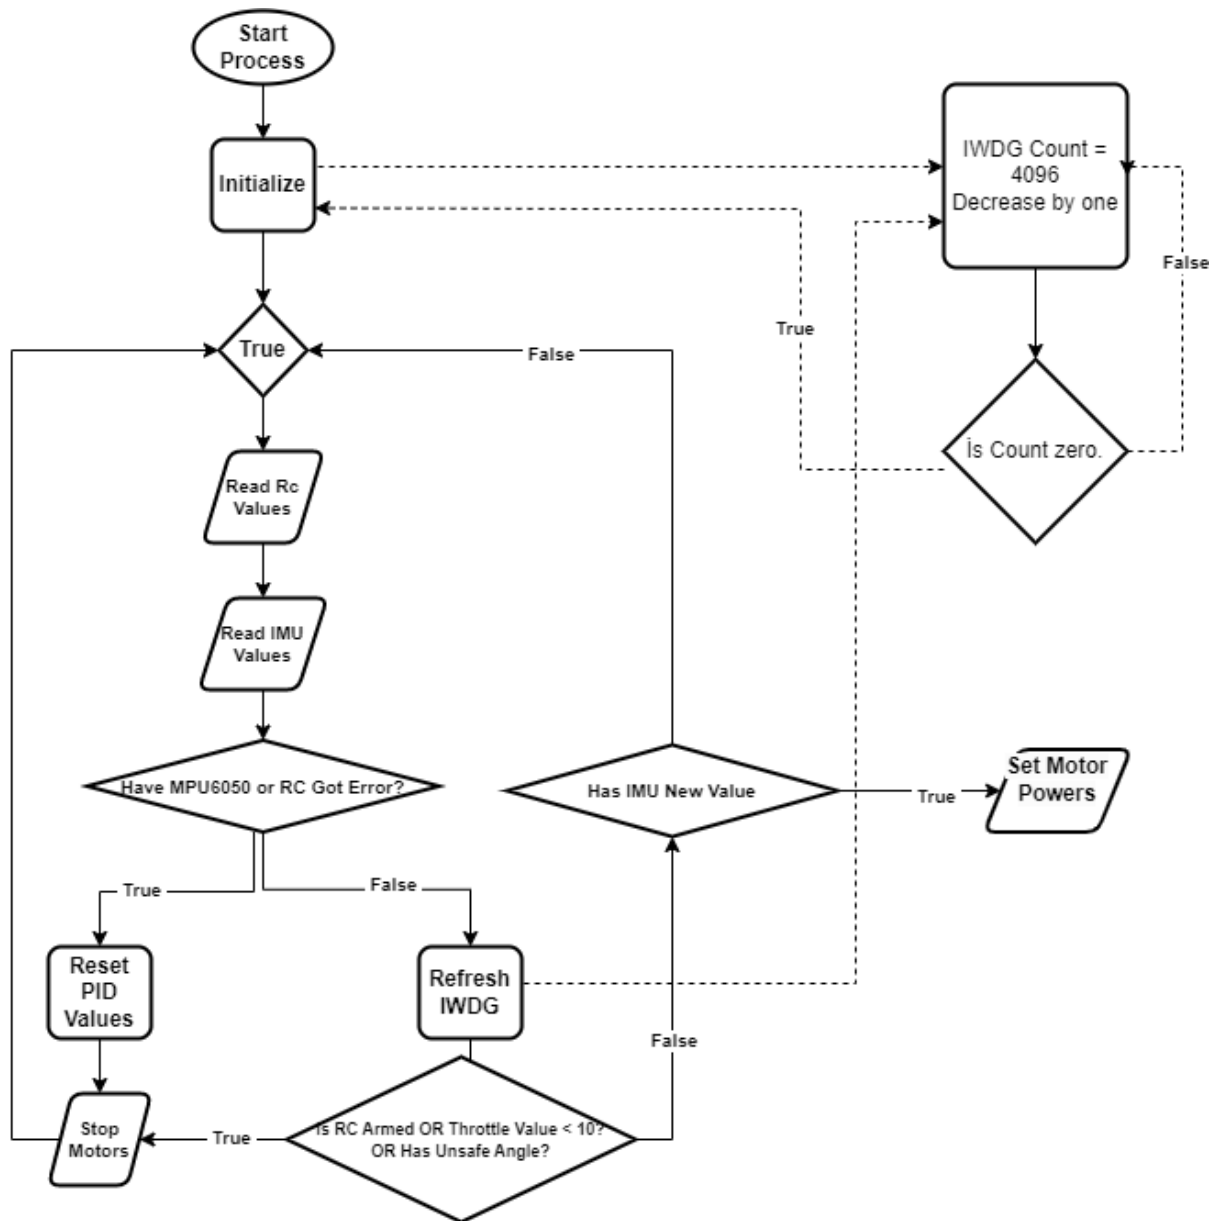 Start
Process
Initialize
IWDG Count =
4096
Decrease by one
False
True
True
False
İs Count zero.
Read Rc
Values
Read IMU
Values
Have MPU6050 or RC Got Error?
Has IMU New Value
True
Set Motor
Powers
True
False
Reset
PID
Values
Refresh
IWDG
False
Stop
Motors
True
Is RC Armed OR Throttle Value < 10?
OR Has Unsafe Angle?